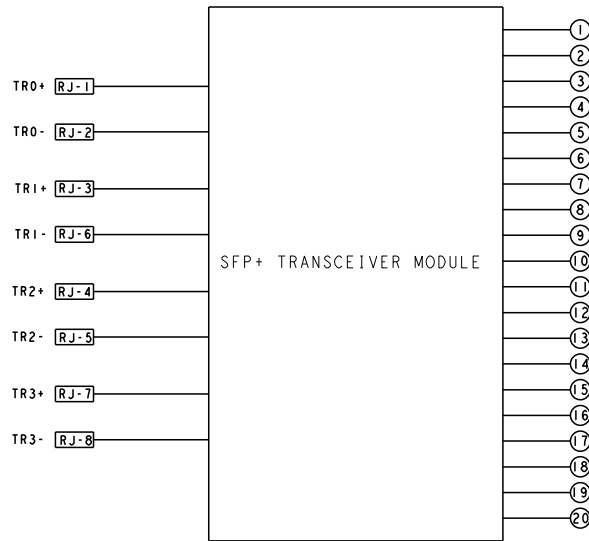 TR0+ RJ-1
TR0- RJ-2
TR1+ RJ-3
TR1- RJ-6
TR2+ RJ-4
TR2- RJ-5
TR3+ RJ-7
TR3- RJ-8
SFP+ TRANSCEIVER MODULE
1
2
3
4
5
6
7
8
9
10
11
12
13
14
15
16
17
18
19
20